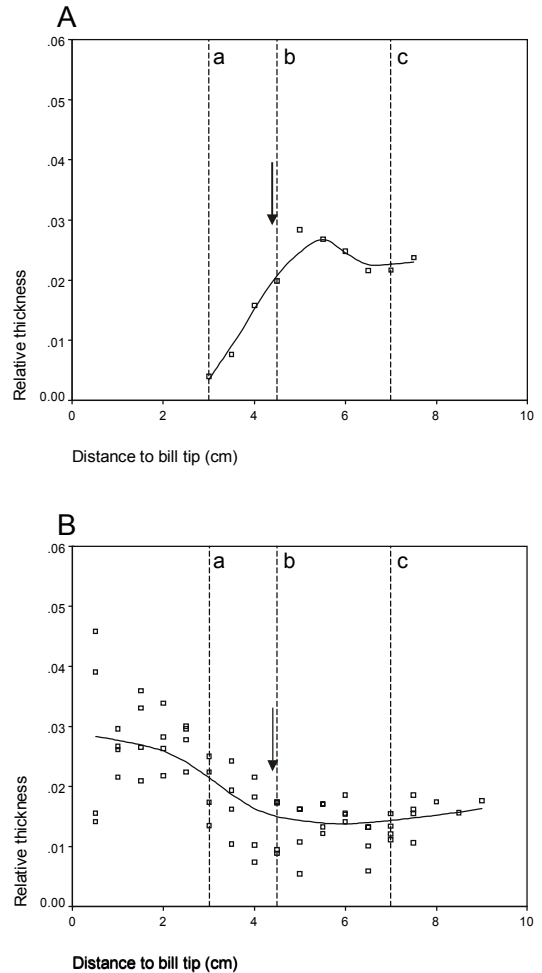 A
.06
a b c
.05
.04
.03
.02
.01
0.00
Relative thickness
0 2 4 6 8 10
Distance to bill tip (cm)
B
.06
a b c
.05
.04
.03
.02
.01
0.00
Relative thickness
0 2 4 6 8 10
Distance to bill tip (cm)